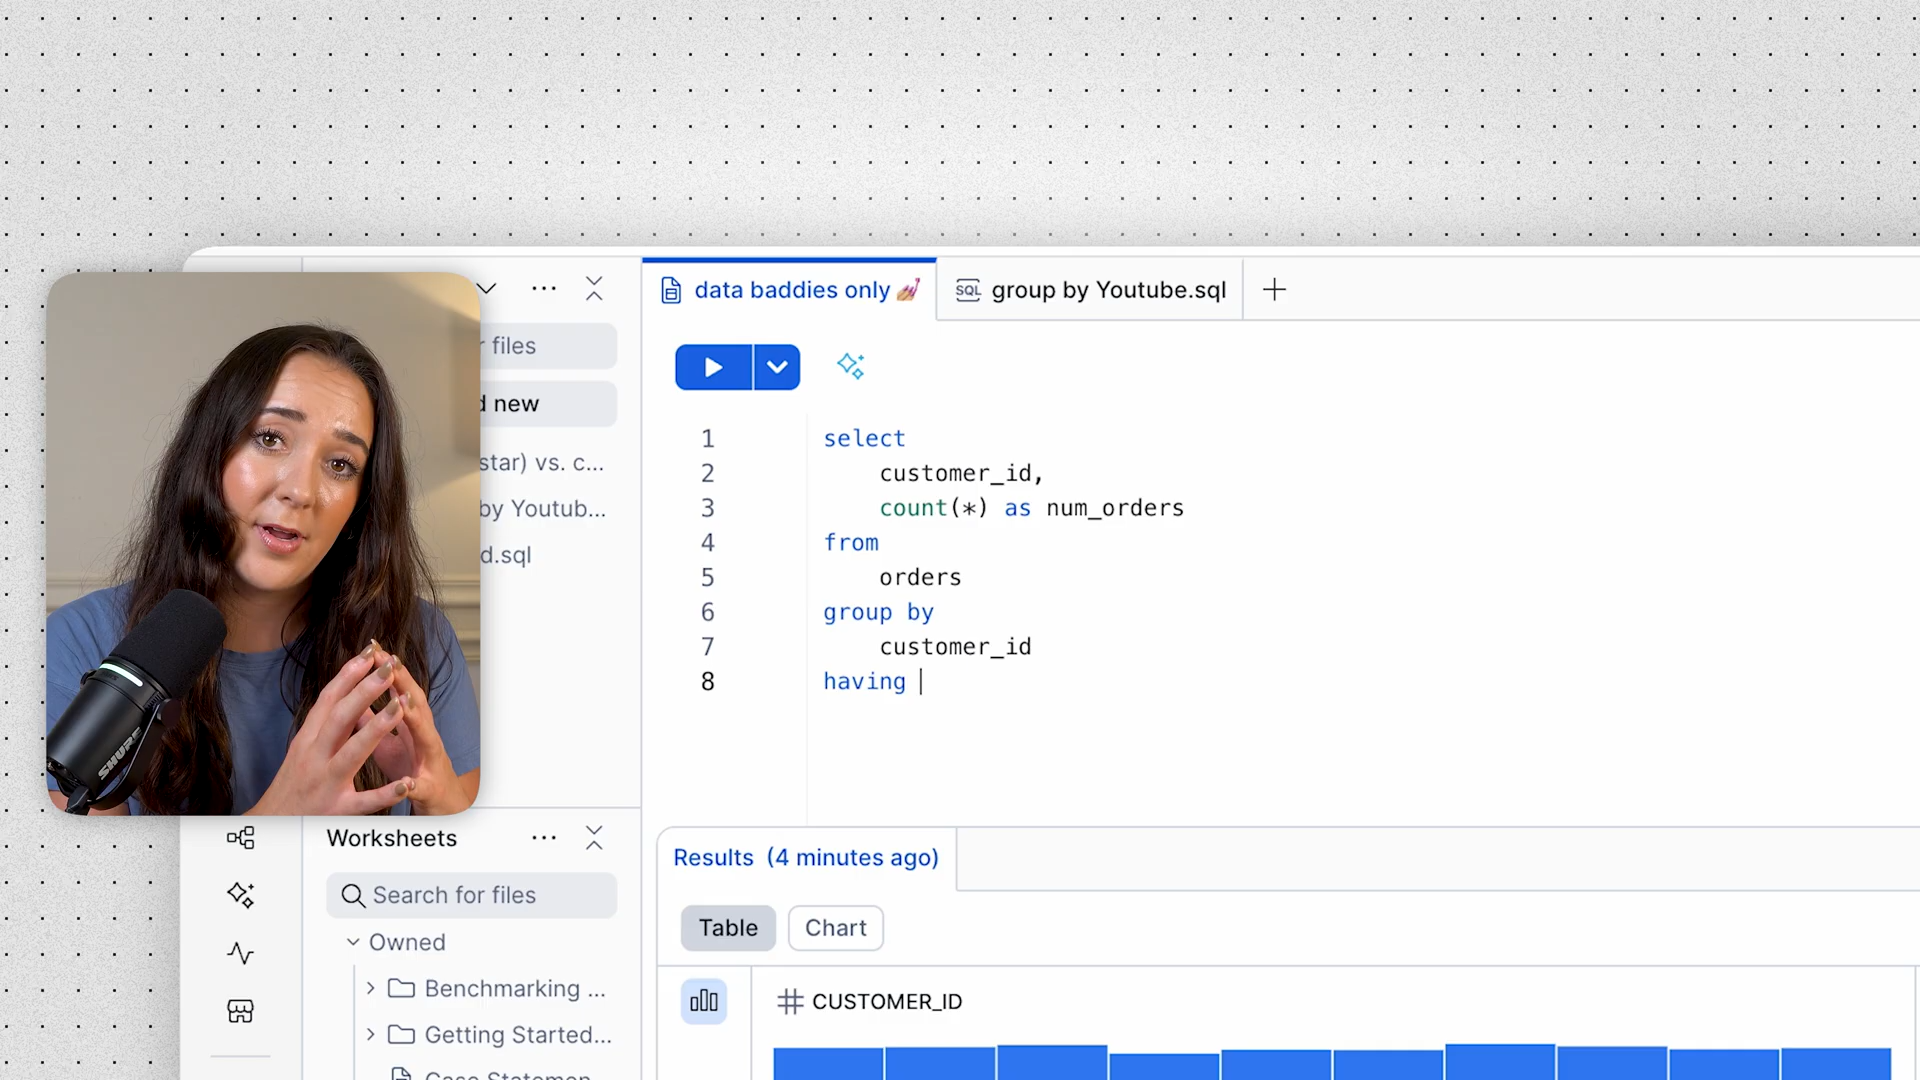 data baddies only 💅
SQL group by Youtube.sql
files
new
star) vs. c...
by Youtub...
d.sql
1 select
2 customer_id,
3 count(*) as num_orders
4 from
5 orders
6 group by
7 customer_id
8 having
SHURE
Worksheets
Search for files
Owned
Benchmarking ...
Getting Started...
Results (4 minutes ago)
Table
Chart
# CUSTOMER_ID